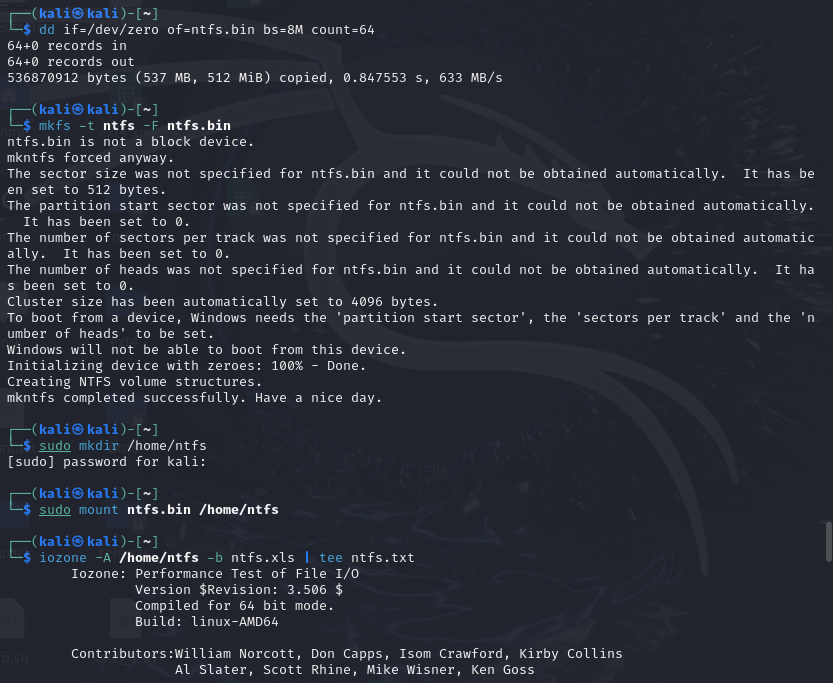 ┌──(kali㉿kali)-[~]
└─$ dd if=/dev/zero of=ntfs.bin bs=8M count=64
64+0 records in
64+0 records out
536870912 bytes (537 MB, 512 MiB) copied, 0.847553 s, 633 MB/s
┌──(kali㉿kali)-[~]
└─$ mkfs -t ntfs -F ntfs.bin
ntfs.bin is not a block device.
mkntfs forced anyway.
The sector size was not specified for ntfs.bin and it could not be obtained automatically.  It has be
en set to 512 bytes.
The partition start sector was not specified for ntfs.bin and it could not be obtained automatically.
  It has been set to 0.
The number of sectors per track was not specified for ntfs.bin and it could not be obtained automatic
ally.  It has been set to 0.
The number of heads was not specified for ntfs.bin and it could not be obtained automatically.  It ha
s been set to 0.
Cluster size has been automatically set to 4096 bytes.
To boot from a device, Windows needs the 'partition start sector', the 'sectors per track' and the 'n
umber of heads' to be set.
Windows will not be able to boot from this device.
Initializing device with zeroes: 100% - Done.
Creating NTFS volume structures.
mkntfs completed successfully. Have a nice day.
┌──(kali㉿kali)-[~]
└─$ sudo mkdir /home/ntfs
[sudo] password for kali:
┌──(kali㉿kali)-[~]
└─$ sudo mount ntfs.bin /home/ntfs
┌──(kali㉿kali)-[~]
└─$ iozone -A /home/ntfs -b ntfs.xls | tee ntfs.txt
        Iozone: Performance Test of File I/O
                Version $Revision: 3.506 $
                Compiled for 64 bit mode.
                Build: linux-AMD64
        Contributors:William Norcott, Don Capps, Isom Crawford, Kirby Collins
                     Al Slater, Scott Rhine, Mike Wisner, Ken Goss